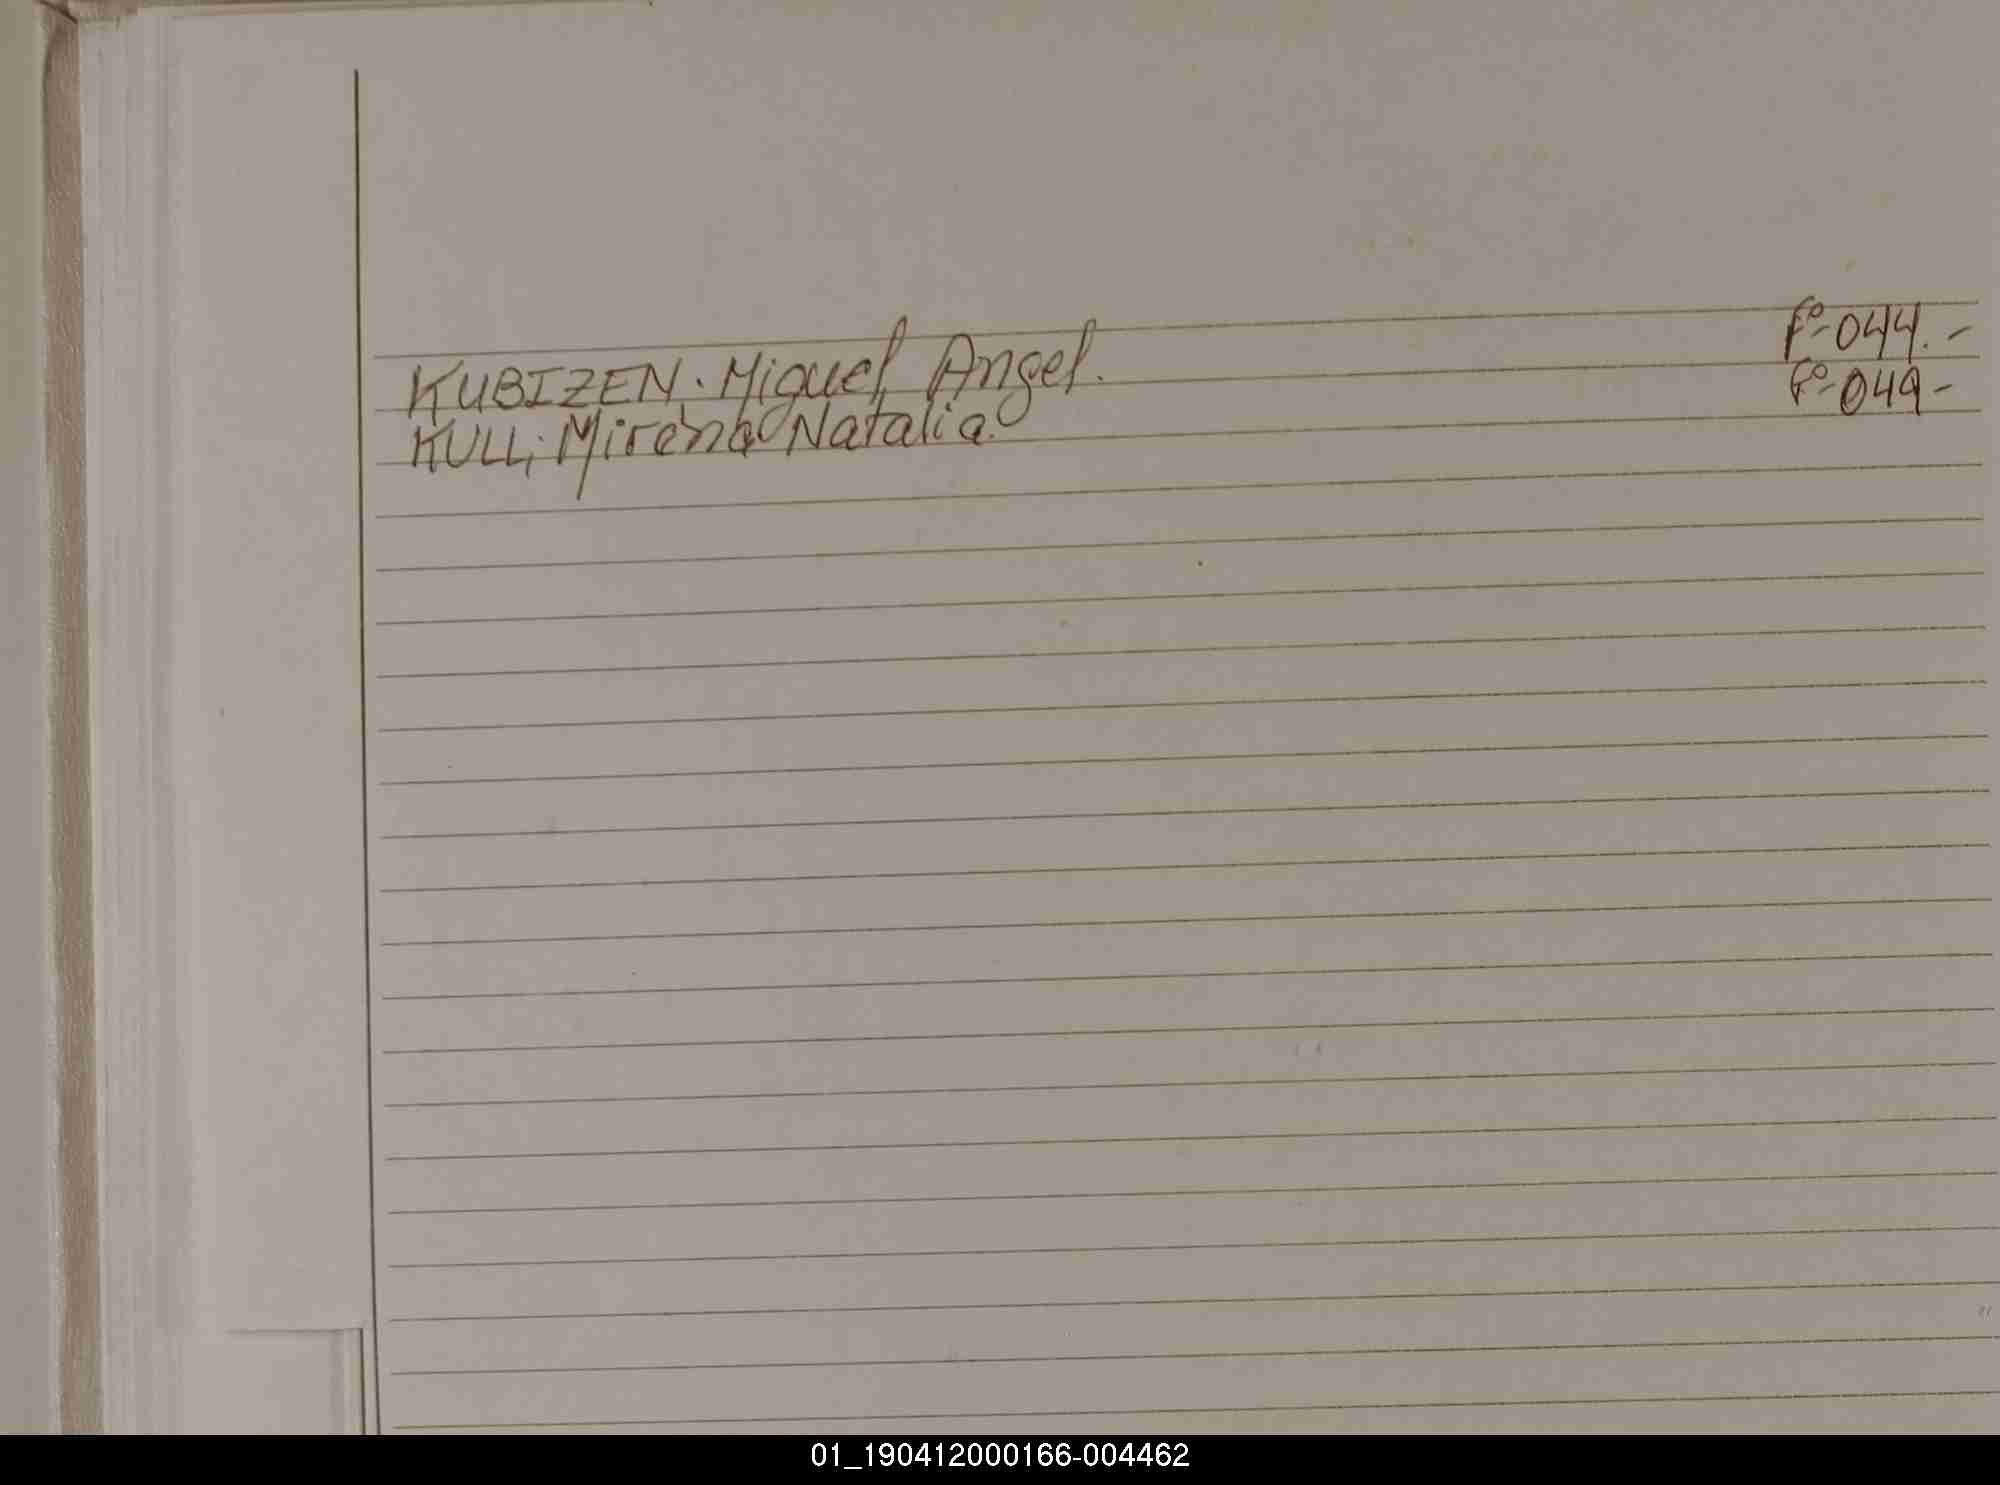 KUBIZEN. Miguel Angel. Fº-044.-
KULL; Mirena Natalia. Fº-049-
01_190412000166-004462